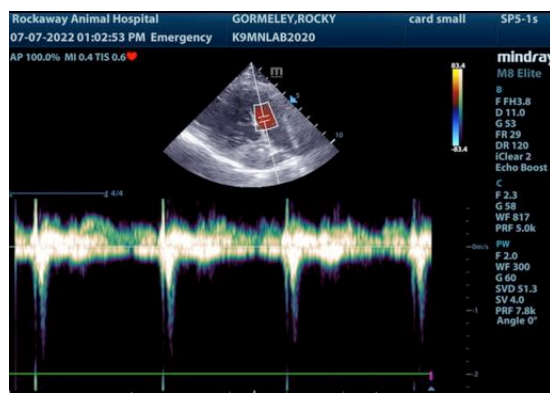 Rockaway Animal Hospital GORMELEY,ROCKY card small SP5-1s
07-07-2022 01:02:53 PM Emergency K9MNLAB2020
AP 100.0% MI 0.4 TIS 0.6
mindray
M8 Elite
m
5
10
83.4
-83.4
B
F FH3.8
D 11.0
G 53
FR 29
DR 120
iClear 2
Echo Boost
C
F 2.3
G 58
WF 817
PRF 5.0k
PW
F 2.0
WF 300
G 60
SVD 51.3
SV 4.0
PRF 7.8k
Angle 0°
4/4
0m/s
-1
-2